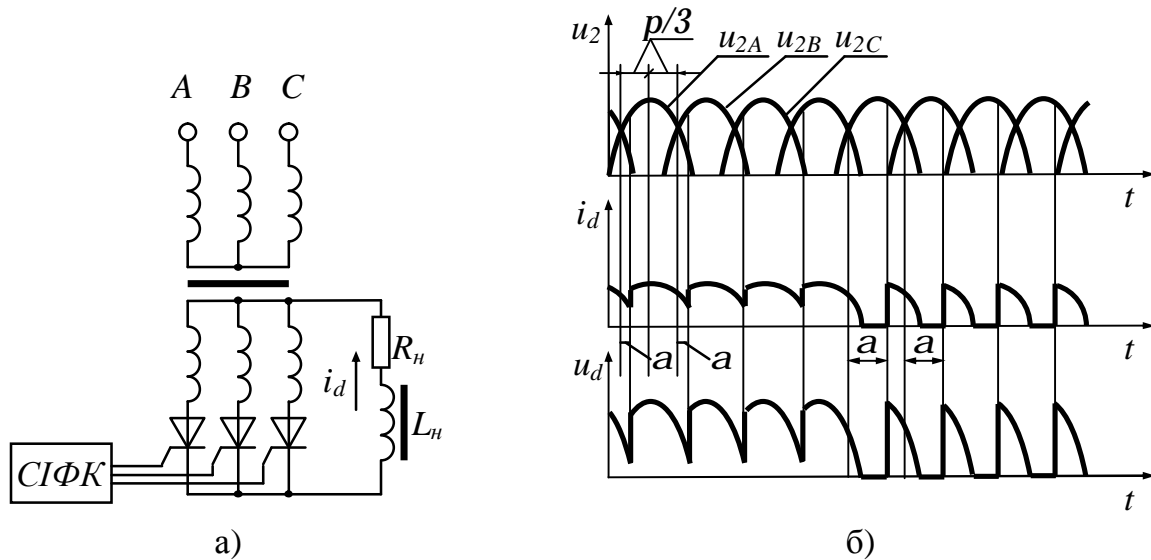 A B C
R_н
i_d
L_н
СІФК
а)
u_2
p/3
u_2A
u_2B
u_2C
t
i_d
a
a
a
a
t
u_d
t
б)